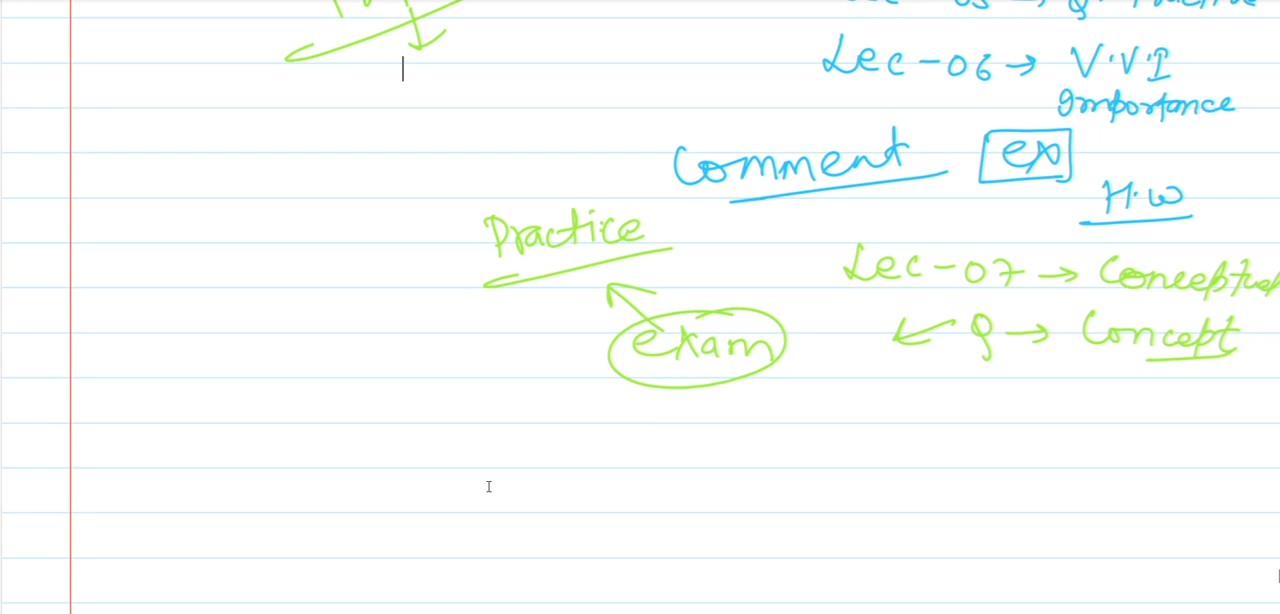 Lec-06 → V.V.I
Importance
Comment ex
H.W
Practice
Lec-07 → Conceptual
exam
Q → Concept